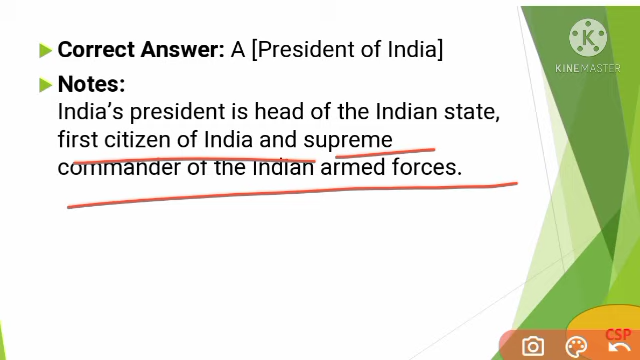 Correct Answer: A [President of India]
Notes:
India's president is head of the Indian state,
first citizen of India and supreme
commander of the Indian armed forces.
KINEMASTER
CSP